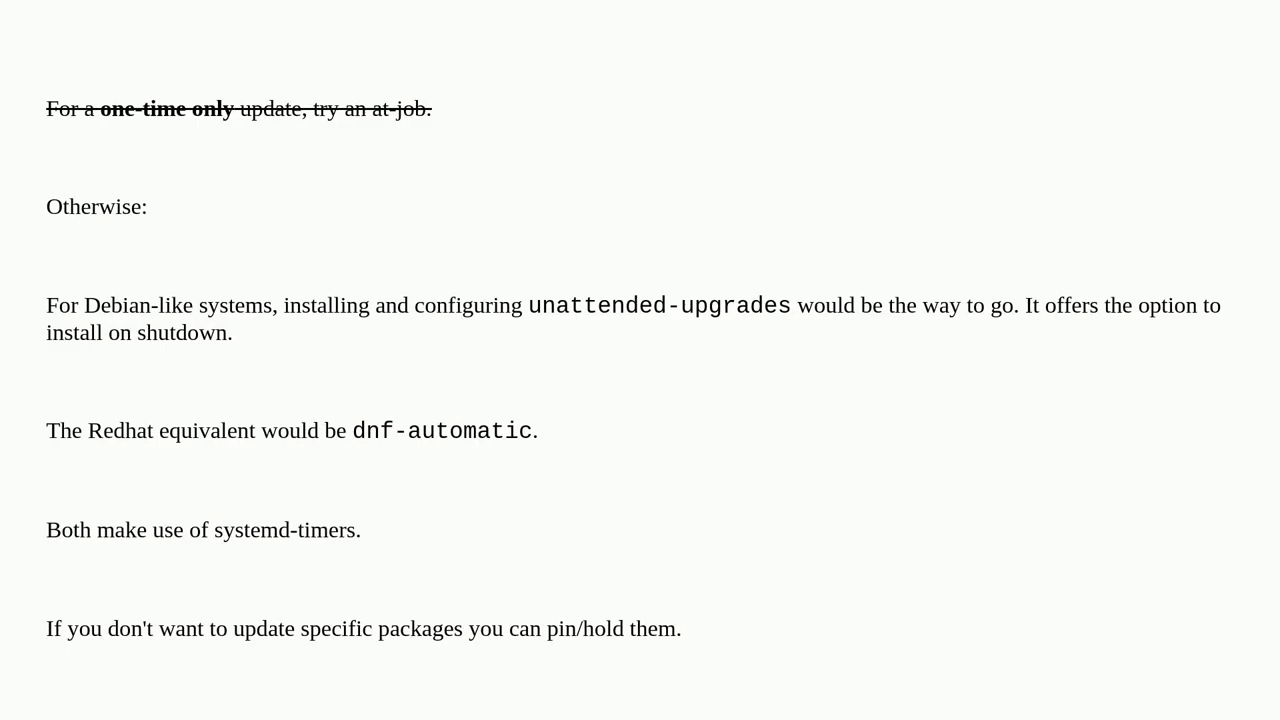 For a one-time only update, try an at-job.
Otherwise:
For Debian-like systems, installing and configuring unattended-upgrades would be the way to go. It offers the option to
install on shutdown.
The Redhat equivalent would be dnf-automatic.
Both make use of systemd-timers.
If you don't want to update specific packages you can pin/hold them.